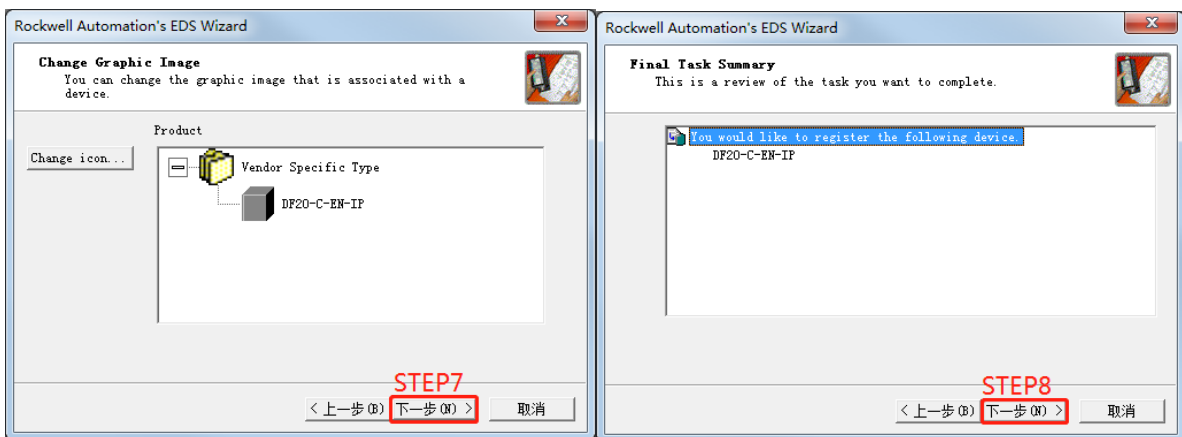 Rockwell Automation's EDS Wizard
Change Graphic Image
You can change the graphic image that is associated with a
device.
Product
Change icon...
Vendor Specific Type
DF20-C-EN-IP
STEP7
< 上一步(B)
下一步(N) >
取消
Rockwell Automation's EDS Wizard
Final Task Summary
This is a review of the task you want to complete.
You would like to register the following device.
DF20-C-EN-IP
STEP8
< 上一步(B)
下一步(N) >
取消